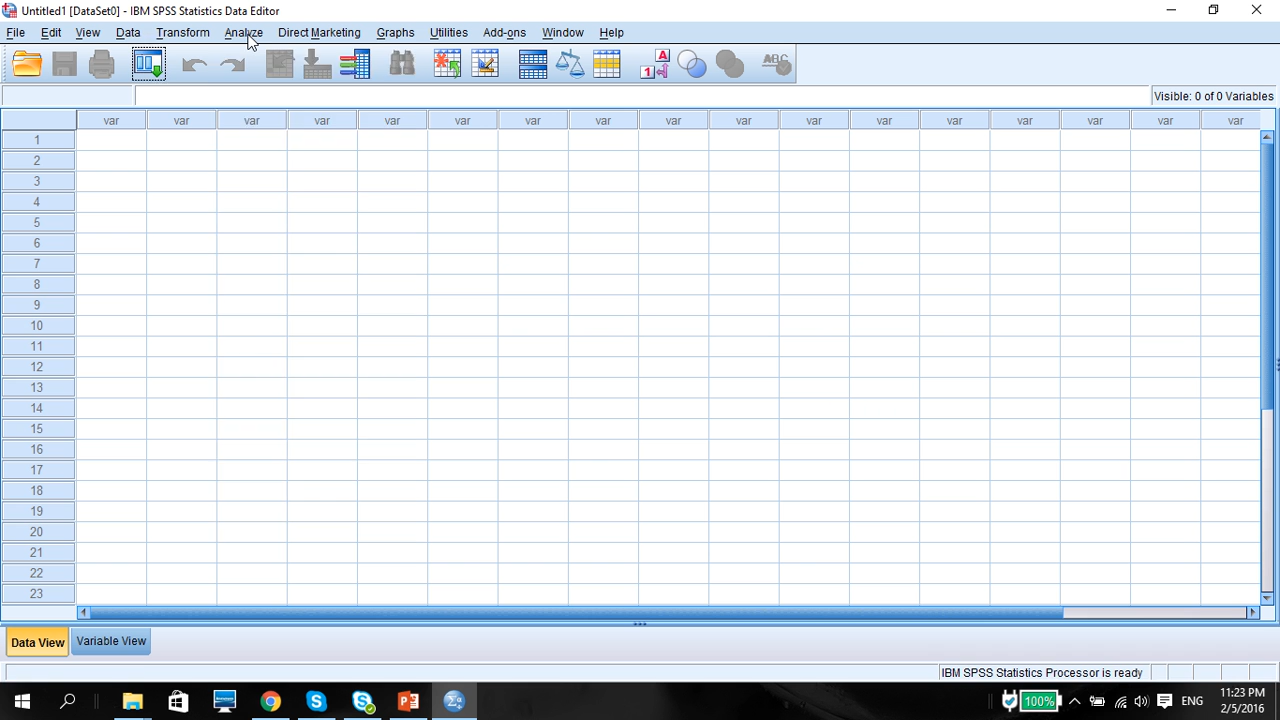 Untitled1 [DataSet0] - IBM SPSS Statistics Data Editor
File Edit View Data Transform Analyze Direct Marketing Graphs Utilities Add-ons Window Help
A
1
ABC
Visible: 0 of 0 Variables
var var var var var var var var var var var var var var var var var
1
2
3
4
5
6
7
8
9
10
11
12
13
14
15
16
17
18
19
20
21
22
23
Data View Variable View
IBM SPSS Statistics Processor is ready
100% ENG 11:23 PM
2/5/2016